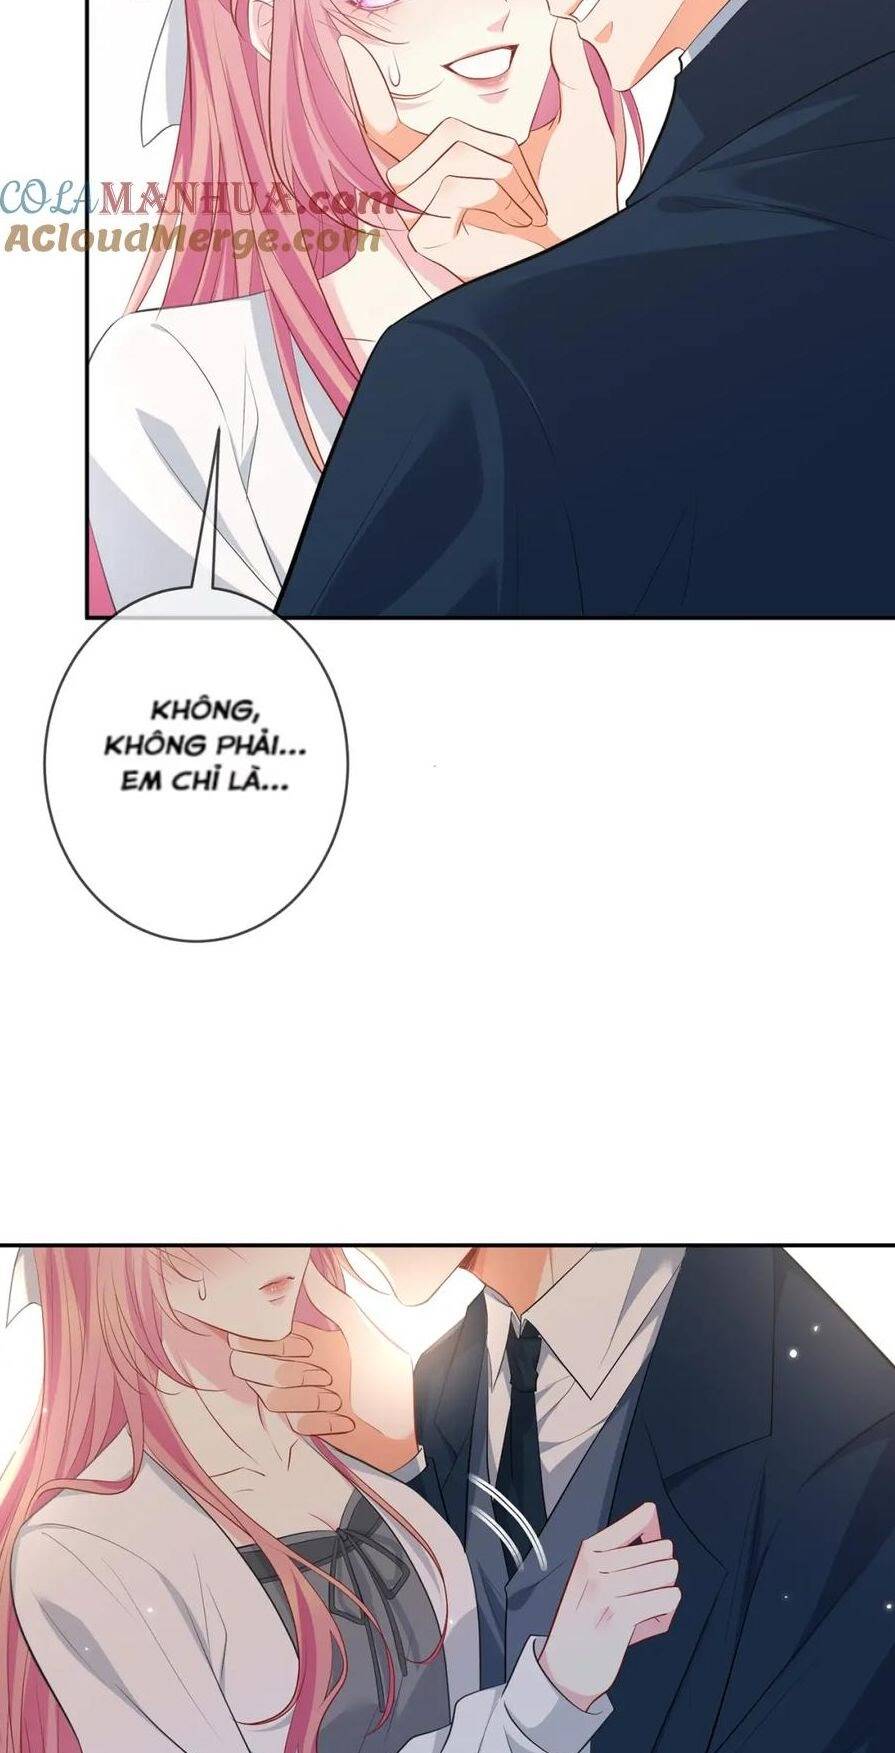 COLAMANHUA.com
ACloudMerge.com
KHÔNG,
KHÔNG PHẢI...
EM CHỈ LÀ...